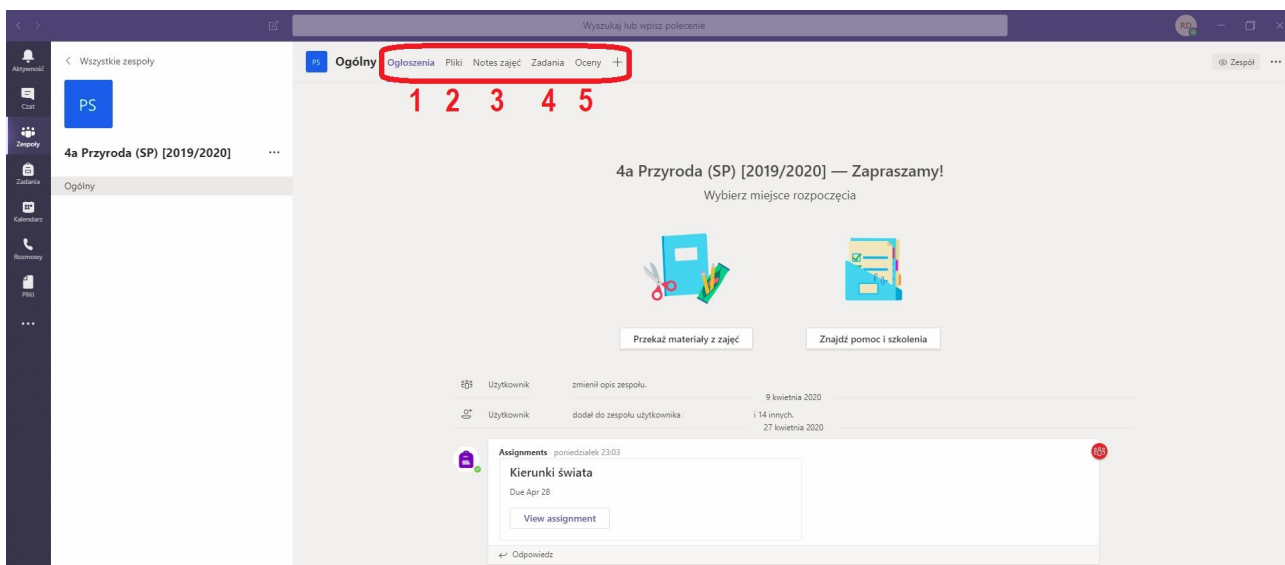 Wyszukaj lub wpisz polecenie
RD
Aktywność
Czat
Zespoły
Zadania
Kalendarz
Rozmowy
Pliki
Wszystkie zespoły
PS
4a Przyroda (SP) [2019/2020]
Ogólny
PS Ogólny Ogłoszenia Pliki Notes zajęć Zadania Oceny
Zespół
1 2 3 4 5
4a Przyroda (SP) [2019/2020] — Zapraszamy!
Wybierz miejsce rozpoczęcia
Przekaż materiały z zajęć
Znajdź pomoc i szkolenia
Użytkownik zmienił opis zespołu.
9 kwietnia 2020
Użytkownik dodał do zespołu użytkownika i 14 innych.
27 kwietnia 2020
Assignments poniedziałek 23:03
Kierunki świata
Due Apr 28
View assignment
Odpowiedz